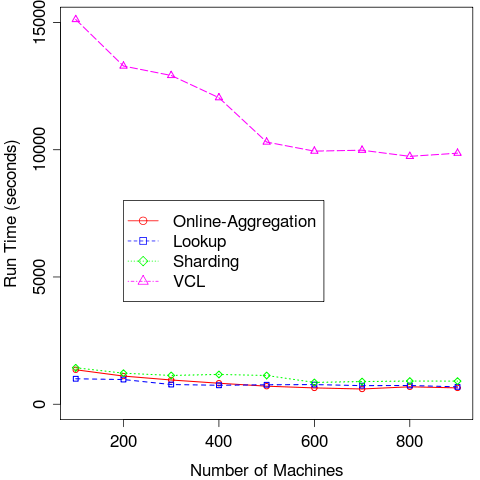 15000
10000
5000
0
Run Time (seconds)
Online-Aggregation
Lookup
Sharding
VCL
200
400
600
800
Number of Machines